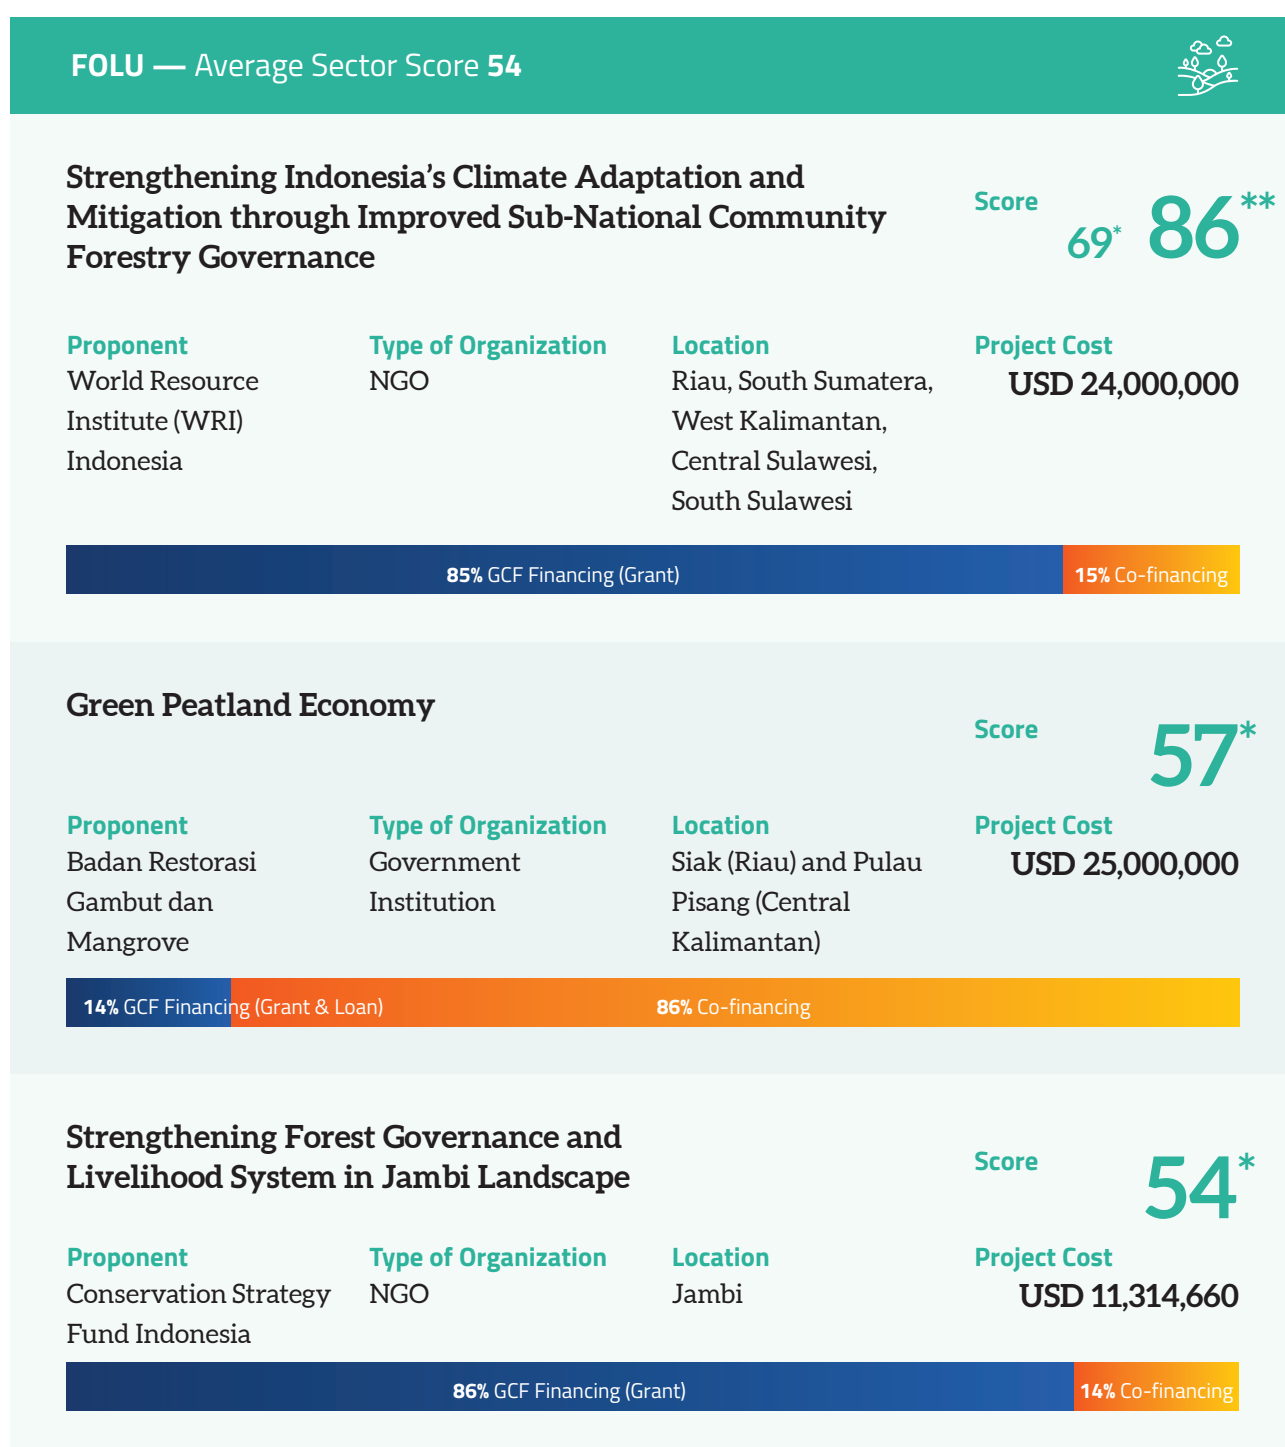 FOLU — Average Sector Score 54
Strengthening Indonesia's Climate Adaptation and
Mitigation through Improved Sub-National Community
Forestry Governance
Score
69* 86**
Proponent
World Resource
Institute (WRI)
Indonesia
Type of Organization
NGO
Location
Riau, South Sumatera,
West Kalimantan,
Central Sulawesi,
South Sulawesi
Project Cost
USD 24,000,000
85% GCF Financing (Grant)
15% Co-financing
Green Peatland Economy
Score
57*
Proponent
Badan Restorasi
Gambut dan
Mangrove
Type of Organization
Government
Institution
Location
Siak (Riau) and Pulau
Pisang (Central
Kalimantan)
Project Cost
USD 25,000,000
14% GCF Financing (Grant & Loan)
86% Co-financing
Strengthening Forest Governance and
Livelihood System in Jambi Landscape
Score
54*
Proponent
Conservation Strategy
Fund Indonesia
Type of Organization
NGO
Location
Jambi
Project Cost
USD 11,314,660
86% GCF Financing (Grant)
14% Co-financing